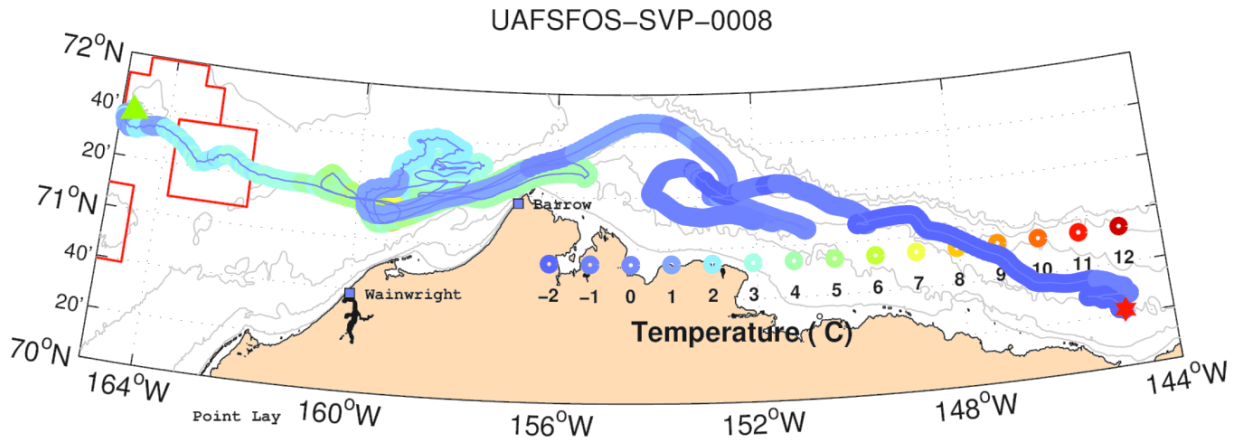 UAFSFOS−SVP−0008
72°N
40'
20'
71°N
40'
20'
70°N
Barrow
Wainwright
−2 −1 0 1 2 3 4 5 6 7 8 9 10 11 12
Temperature (°C)
164°W
160°W
156°W
152°W
148°W
144°W
Point Lay